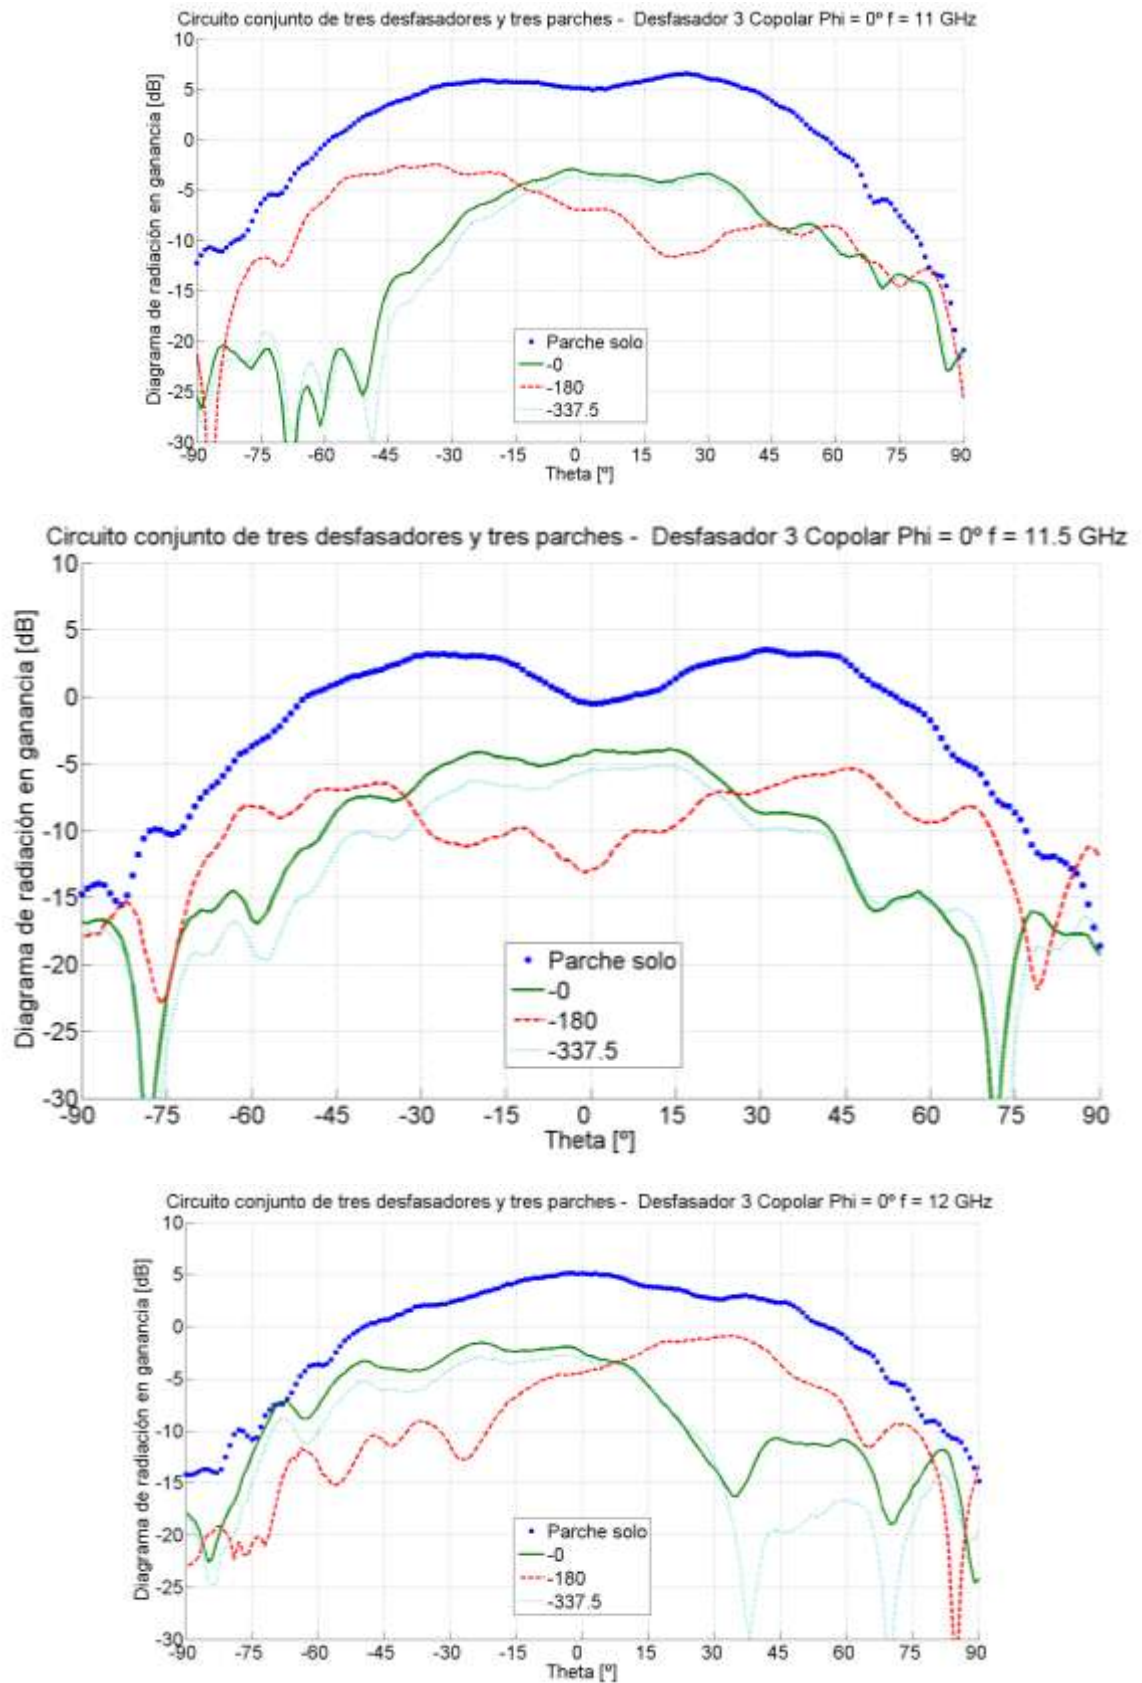 Circuito conjunto de tres desfasadores y tres parches - Desfasador 3 Copolar Phi = 0º f = 11 GHz
Diagrama de radiación en ganancia [dB]
10
5
0
-5
-10
-15
-20
-25
-30
Parche solo
-0
-180
-337.5
-90 -75 -60 -45 -30 -15 0 15 30 45 60 75 90
Theta [º]
Circuito conjunto de tres desfasadores y tres parches - Desfasador 3 Copolar Phi = 0º f = 11.5 GHz
Diagrama de radiación en ganancia [dB]
10
5
0
-5
-10
-15
-20
-25
-30
Parche solo
-0
-180
-337.5
-90 -75 -60 -45 -30 -15 0 15 30 45 60 75 90
Theta [º]
Circuito conjunto de tres desfasadores y tres parches - Desfasador 3 Copolar Phi = 0º f = 12 GHz
Diagrama de radiación en ganancia [dB]
10
5
0
-5
-10
-15
-20
-25
-30
Parche solo
-0
-180
-337.5
-90 -75 -60 -45 -30 -15 0 15 30 45 60 75 90
Theta [º]